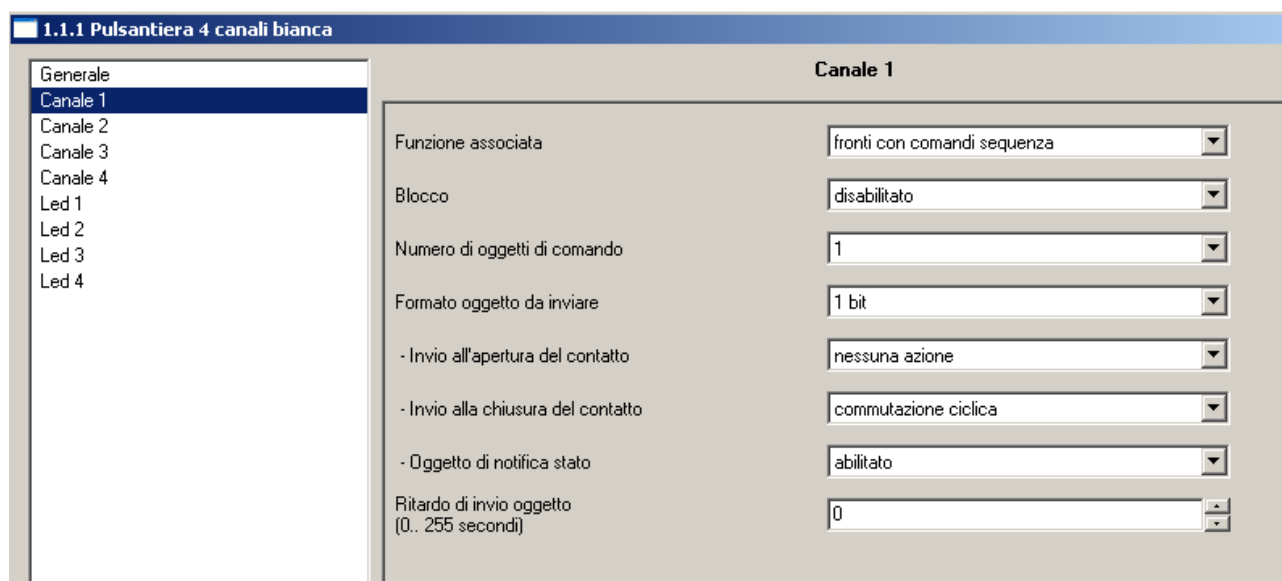 1.1.1 Pulsantiera 4 canali bianca
Generale
Canale 1
Canale 2
Canale 3
Canale 4
Led 1
Led 2
Led 3
Led 4
Canale 1
Funzione associata fronti con comandi sequenza
Blocco disabilitato
Numero di oggetti di comando 1
Formato oggetto da inviare 1 bit
- Invio all'apertura del contatto nessuna azione
- Invio alla chiusura del contatto commutazione ciclica
- Oggetto di notifica stato abilitato
Ritardo di invio oggetto
(0.. 255 secondi) 0